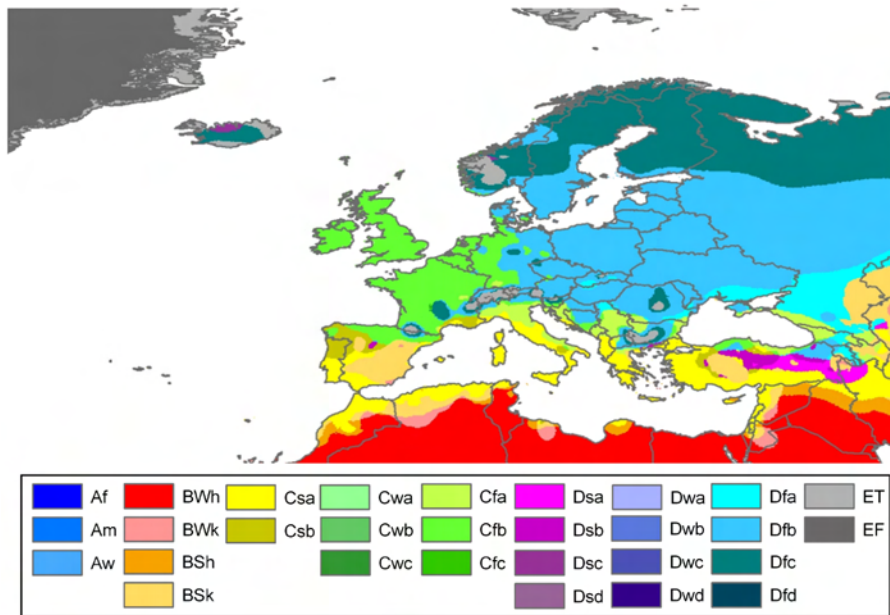 Af BWh Csa Cwa Cfa Dsa Dwa Dfa ET
Am BWk Csb Cwb Cfb Dsb Dwb Dfb EF
Aw BSh Cwc Cfc Dsc Dwc Dfc
BSk Dsd Dwd Dfd